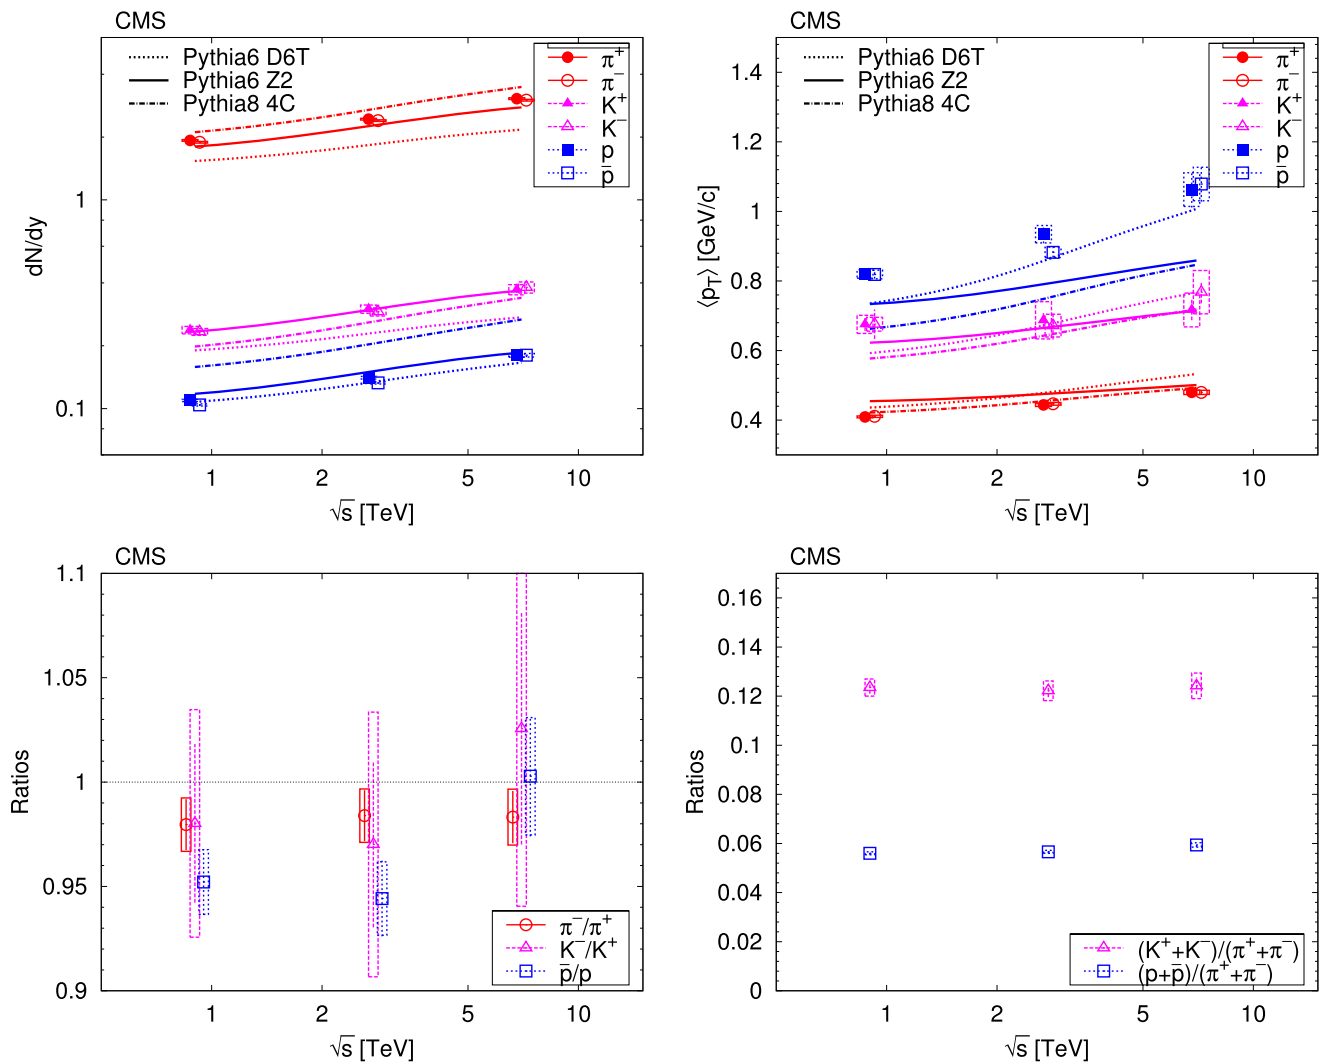 CMS
Pythia6 D6T
Pythia6 Z2
Pythia8 4C
π+
π−
K+
K−
p
p̄
1
0.1
dN/dy
1 2 5 10
√s [TeV]
CMS
Pythia6 D6T
Pythia6 Z2
Pythia8 4C
π+
π−
K+
K−
p
p̄
1.4
1.2
1
0.8
0.6
0.4
⟨pT⟩ [GeV/c]
1 2 5 10
√s [TeV]
CMS
1.1
1.05
1
0.95
0.9
Ratios
π−/π+
K−/K+
p̄/p
1 2 5 10
√s [TeV]
CMS
0.16
0.14
0.12
0.1
0.08
0.06
0.04
0.02
0
Ratios
(K++K−)/(π++π−)
(p+p̄)/(π++π−)
1 2 5 10
√s [TeV]